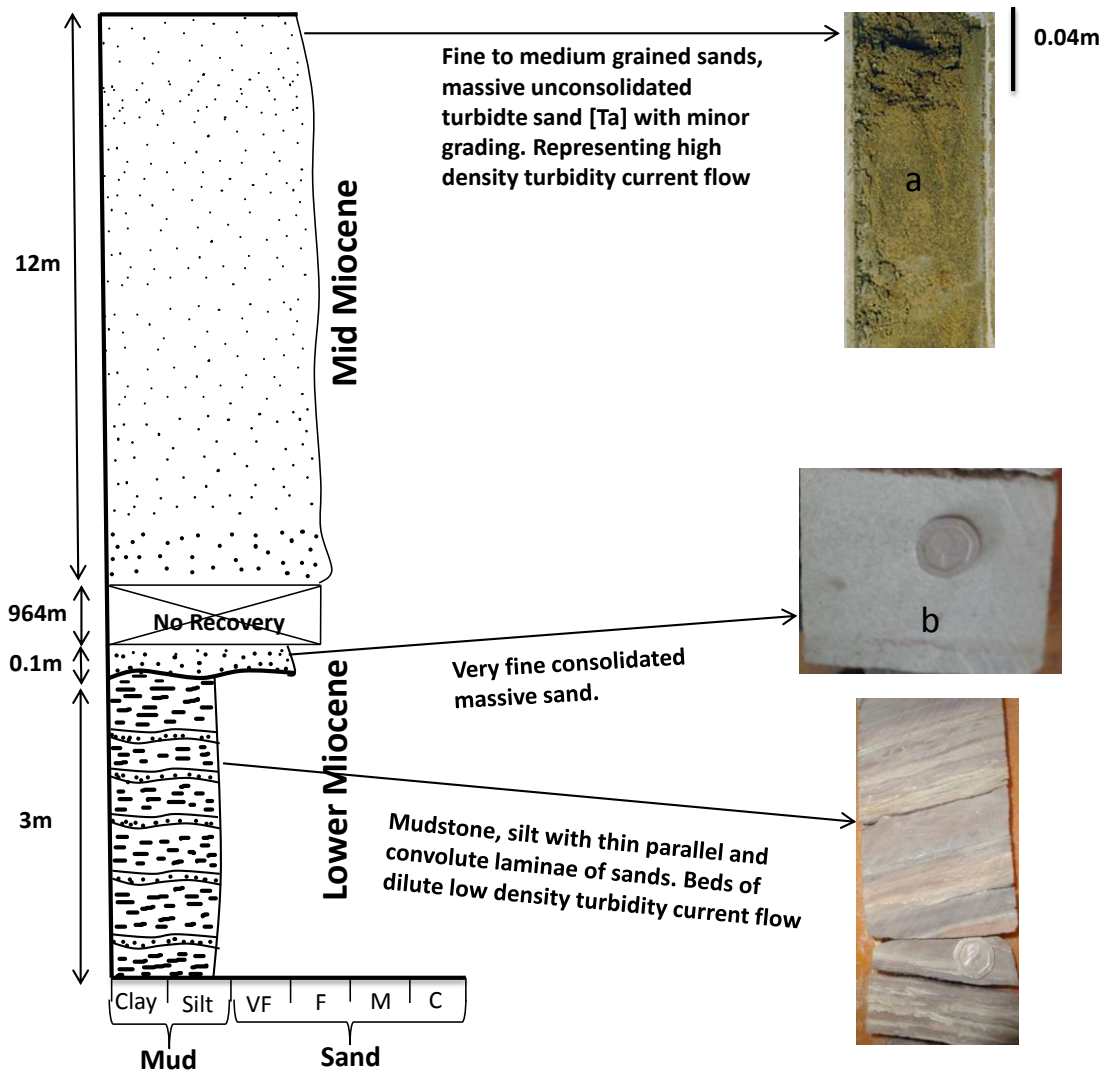 0.04m
Fine to medium grained sands,
massive unconsolidated
turbidte sand [Ta] with minor
grading. Representing high
density turbidity current flow
a
Mid Miocene
12m
964m
No Recovery
0.1m
b
Very fine consolidated
massive sand.
Lower Miocene
3m
Mudstone, silt with thin parallel and
convolute laminae of sands. Beds of
dilute low density turbidity current flow
Clay Silt VF F M C
Mud Sand